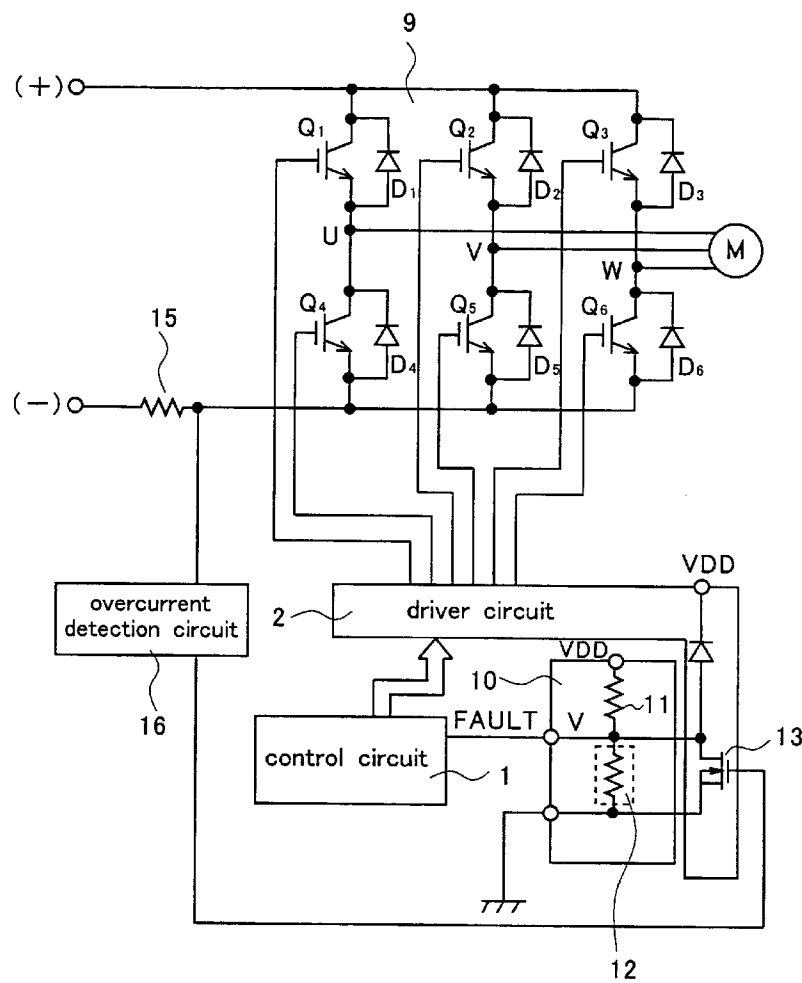 9
(+)
Q1
Q2
Q3
D1
D2
D3
U
V
W
M
Q4
Q5
Q6
15
D4
D5
D6
(-)
VDD
overcurrent
detection circuit
2
driver circuit
16
VDD
10
11
FAULT
V
13
control circuit
1
12